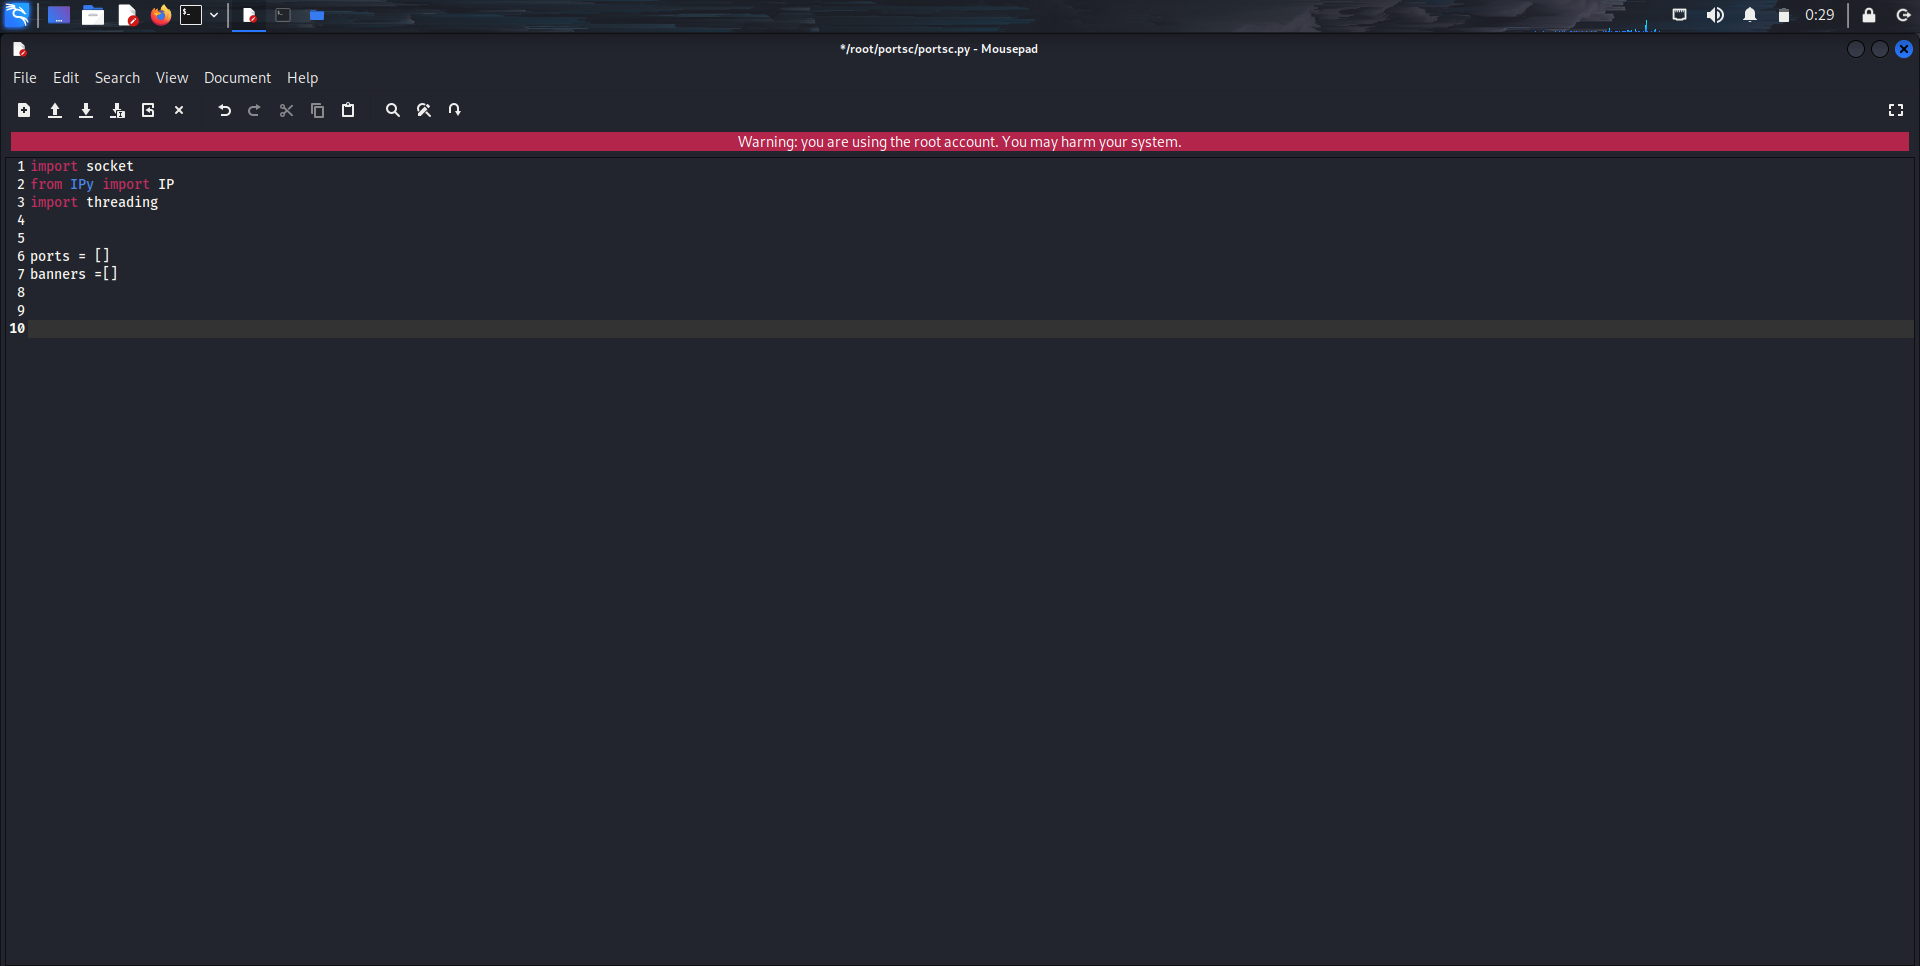 0:29
*/root/portsc/portsc.py - Mousepad
File Edit Search View Document Help
Warning: you are using the root account. You may harm your system.
1 import socket
2 from IPy import IP
3 import threading
4
5
6 ports = []
7 banners =[]
8
9
10